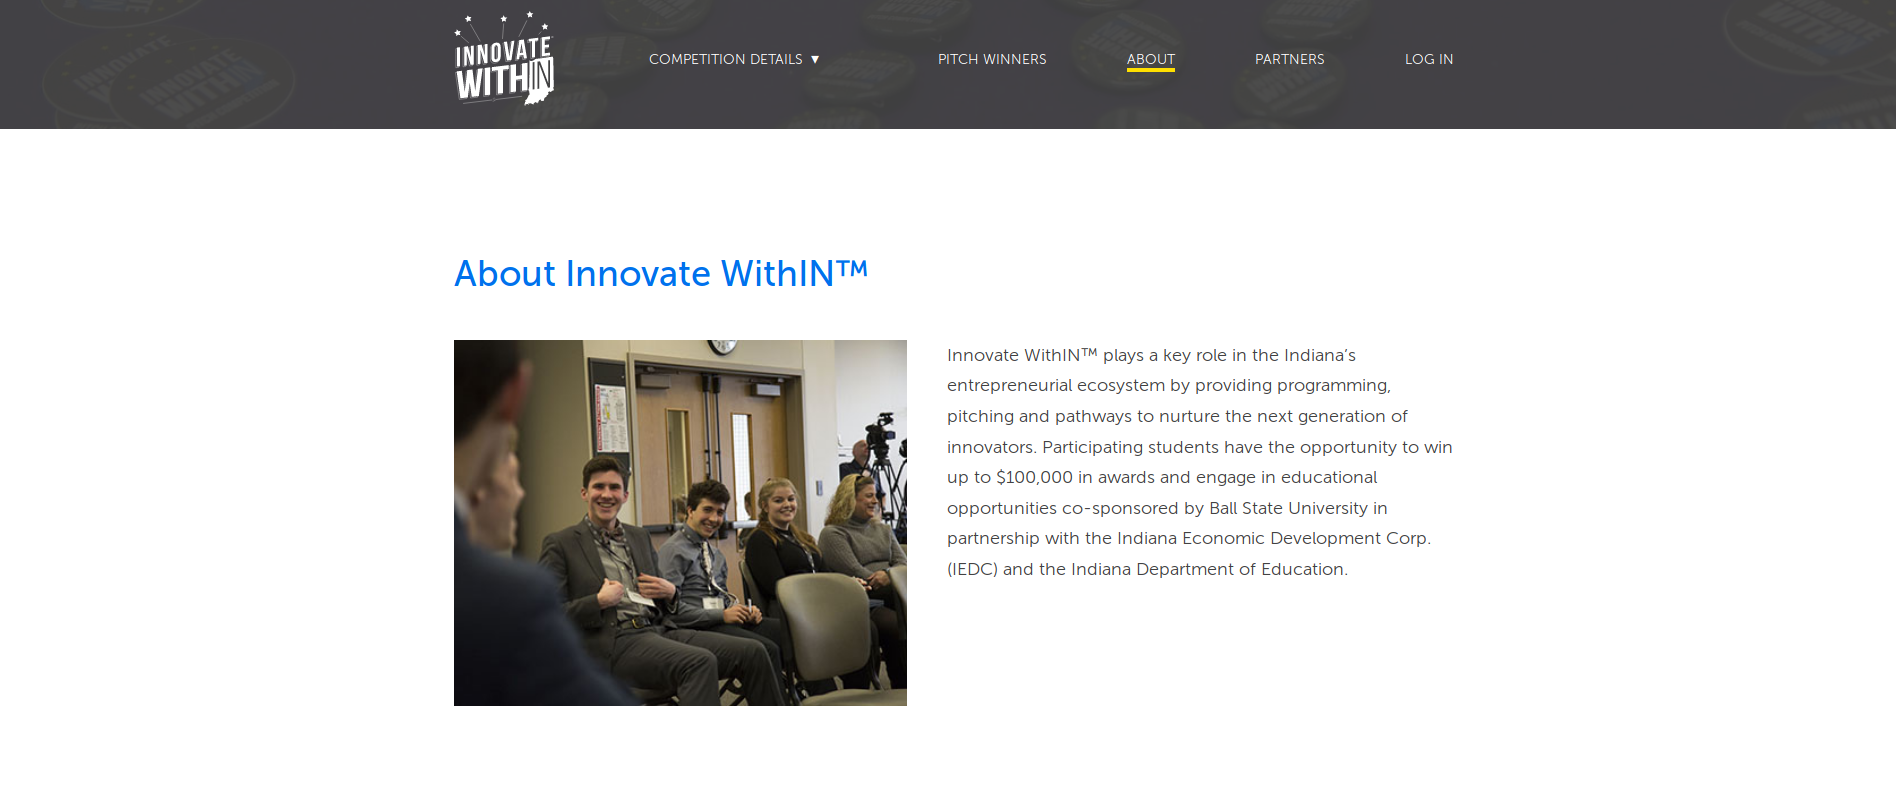 INNOVATE
WITHIN
COMPETITION DETAILS ▼
PITCH WINNERS
ABOUT
PARTNERS
LOG IN
About Innovate WithIN™
Innovate WithIN™ plays a key role in the Indiana’s
entrepreneurial ecosystem by providing programming,
pitching and pathways to nurture the next generation of
innovators. Participating students have the opportunity to win
up to $100,000 in awards and engage in educational
opportunities co-sponsored by Ball State University in
partnership with the Indiana Economic Development Corp.
(IEDC) and the Indiana Department of Education.